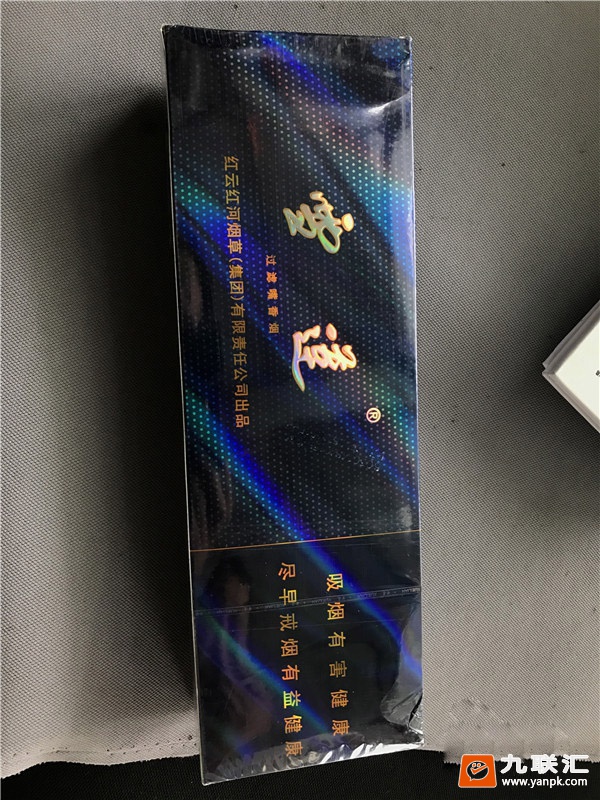 雪莲
®
过滤嘴香烟
红云红河烟草(集团)有限责任公司出品
吸烟有害健康
尽早戒烟有益健康
九联汇
www.yanpk.com